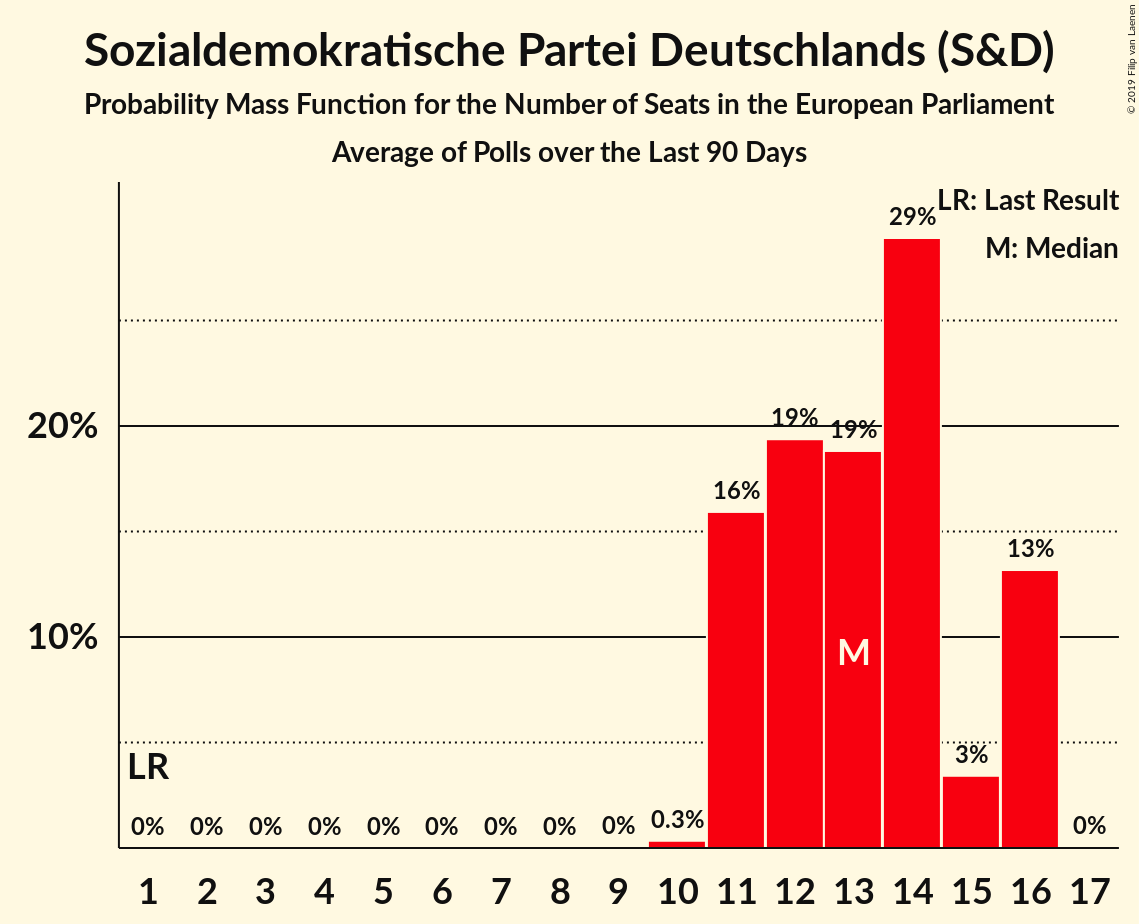 Sozialdemokratische Partei Deutschlands (S&D)
Probability Mass Function for the Number of Seats in the European Parliament
Average of Polls over the Last 90 Days
© 2019 Filip van Laenen
LR: Last Result
M: Median
29%
20%
19%
19%
16%
13%
10%
M
3%
LR
0% 0% 0% 0% 0% 0% 0% 0% 0% 0.3% 0%
1 2 3 4 5 6 7 8 9 10 11 12 13 14 15 16 17